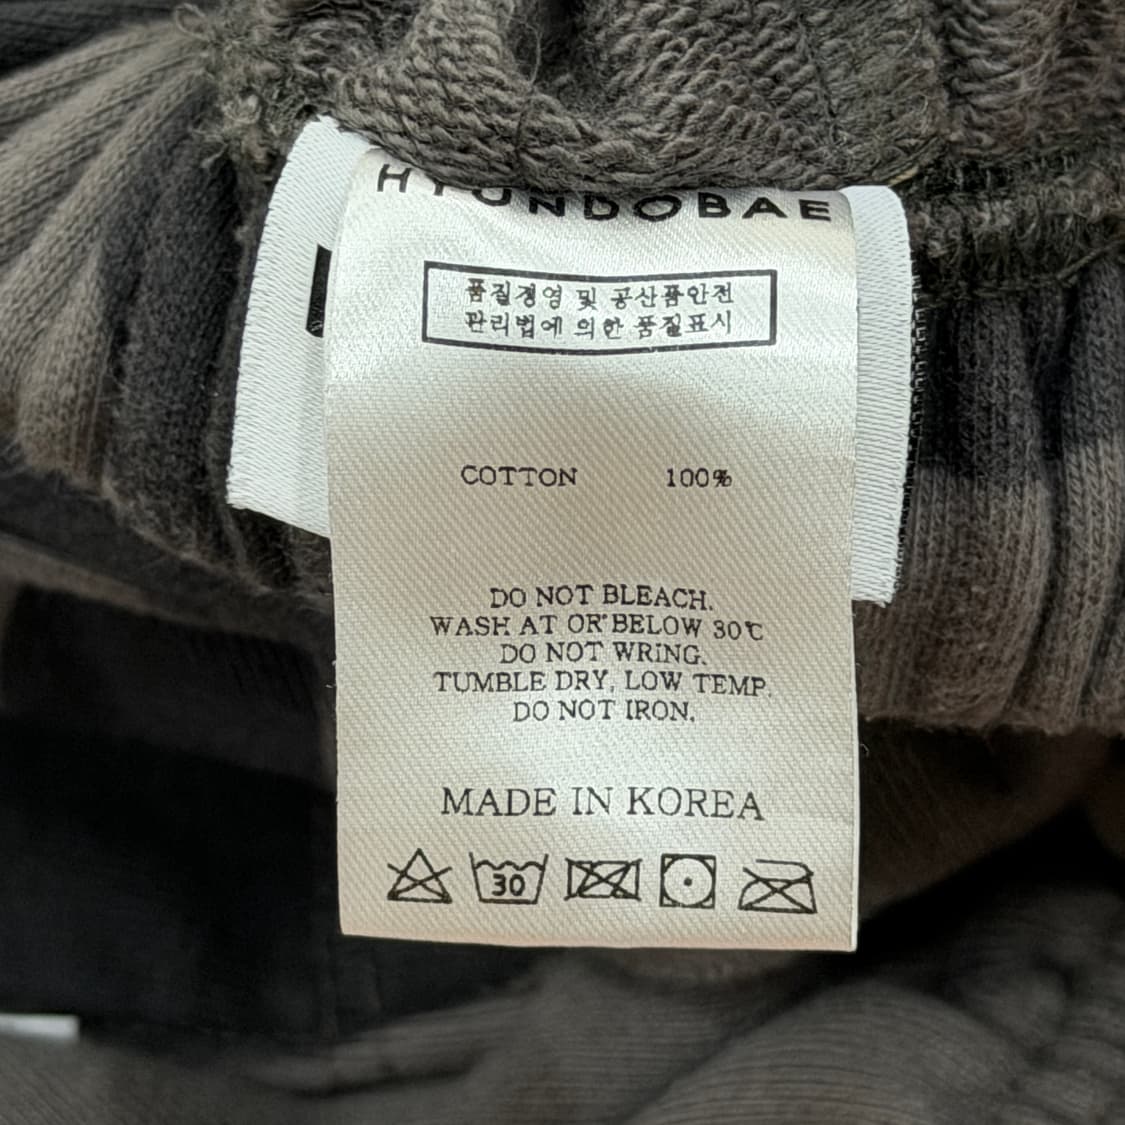 HYUNDOBAE
품질경영 및 공산품안전
관리법에 의한 품질표시
COTTON 100%
DO NOT BLEACH.
WASH AT OR BELOW 30℃
DO NOT WRING.
TUMBLE DRY, LOW TEMP.
DO NOT IRON.
MADE IN KOREA
30